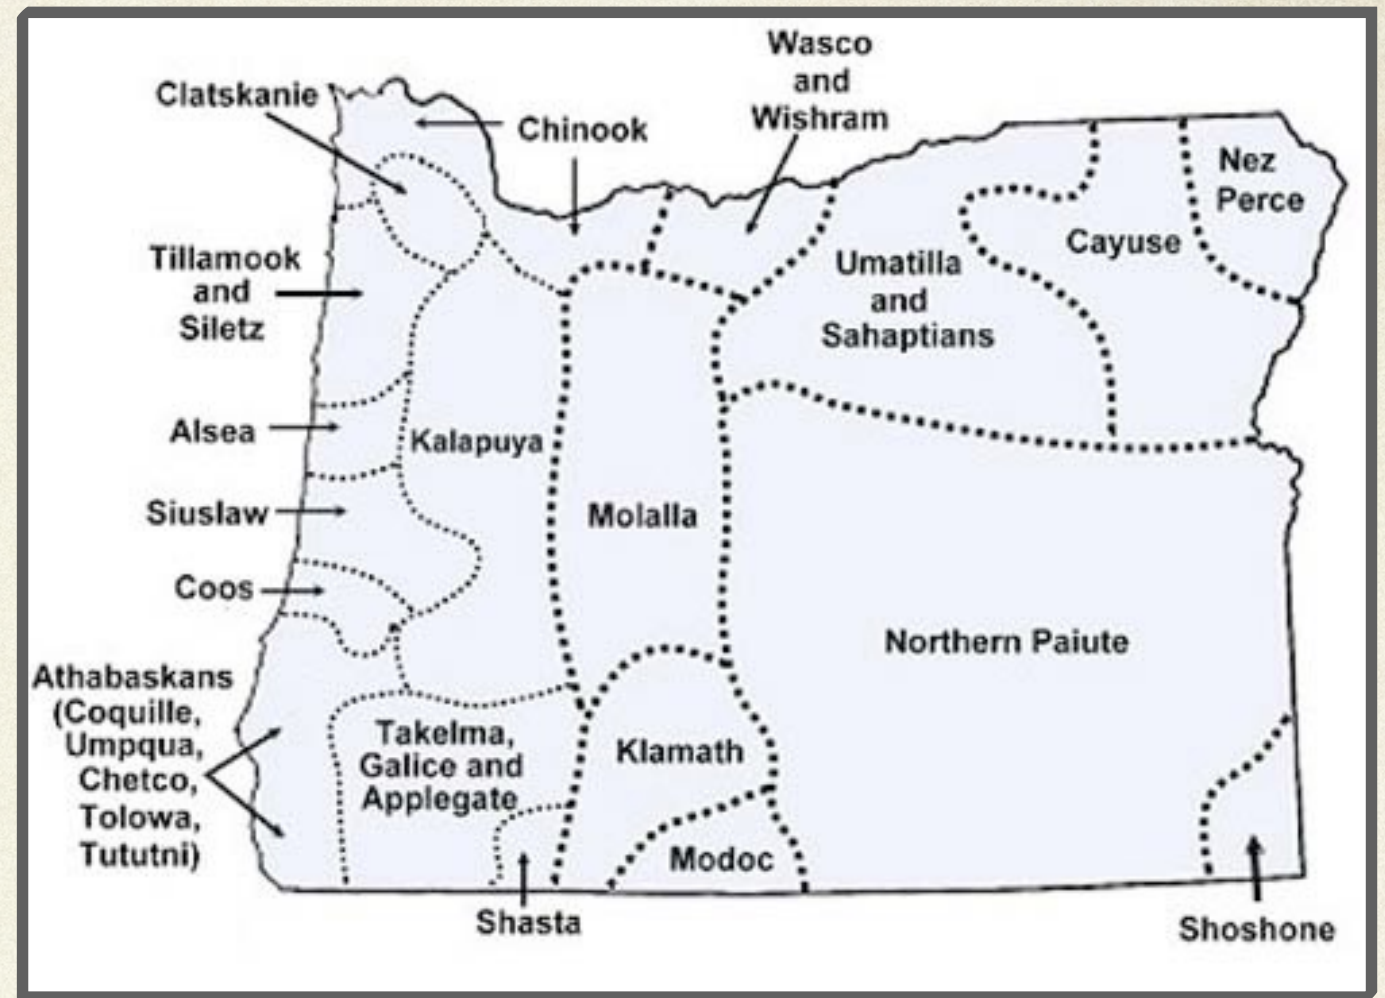 Wasco
and
Wishram
Clatskanie
Chinook
Nez
Perce
Cayuse
Tillamook
and
Siletz
Umatilla
and
Sahaptians
Alsea
Kalapuya
Siuslaw
Molalla
Coos
Northern Paiute
Athabaskans
(Coquille,
Umpqua,
Chetco,
Tolowa,
Tututni)
Takelma,
Galice and
Applegate
Klamath
Modoc
Shasta
Shoshone